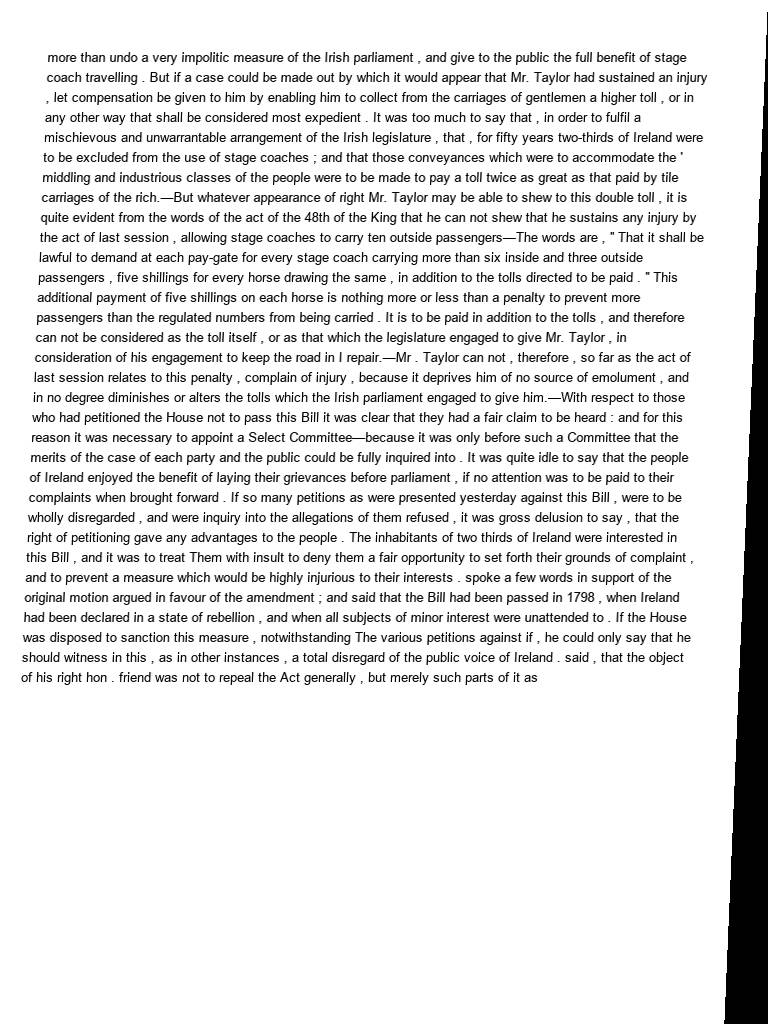 more than undo a very impolitic measure of the Irish parliament , and give to the public the full benefit of stage
coach travelling . But if a case could be made out by which it would appear that Mr. Taylor had sustained an injury
, let compensation be given to him by enabling him to collect from the carriages of gentlemen a higher toll , or in
any other way that shall be considered most expedient . It was too much to say that , in order to fulfil a
mischievous and unwarrantable arrangement of the Irish legislature , that , for fifty years two-thirds of Ireland were
to be excluded from the use of stage coaches ; and that those conveyances which were to accommodate the '
middling and industrious classes of the people were to be made to pay a toll twice as great as that paid by tile
carriages of the rich.—But whatever appearance of right Mr. Taylor may be able to shew to this double toll , it is
quite evident from the words of the act of the 48th of the King that he can not shew that he sustains any injury by
the act of last session , allowing stage coaches to carry ten outside passengers—The words are , " That it shall be
lawful to demand at each pay-gate for every stage coach carrying more than six inside and three outside
passengers , five shillings for every horse drawing the same , in addition to the tolls directed to be paid . " This
additional payment of five shillings on each horse is nothing more or less than a penalty to prevent more
passengers than the regulated numbers from being carried . It is to be paid in addition to the tolls , and therefore
can not be considered as the toll itself , or as that which the legislature engaged to give Mr. Taylor , in
consideration of his engagement to keep the road in I repair.—Mr . Taylor can not , therefore , so far as the act of
last session relates to this penalty , complain of injury , because it deprives him of no source of emolument , and
in no degree diminishes or alters the tolls which the Irish parliament engaged to give him.—With respect to those
who had petitioned the House not to pass this Bill it was clear that they had a fair claim to be heard : and for this
reason it was necessary to appoint a Select Committee—because it was only before such a Committee that the
merits of the case of each party and the public could be fully inquired into . It was quite idle to say that the people
of Ireland enjoyed the benefit of laying their grievances before parliament , if no attention was to be paid to their
complaints when brought forward . If so many petitions as were presented yesterday against this Bill , were to be
wholly disregarded , and were inquiry into the allegations of them refused , it was gross delusion to say , that the
right of petitioning gave any advantages to the people . The inhabitants of two thirds of Ireland were interested in
this Bill , and it was to treat Them with insult to deny them a fair opportunity to set forth their grounds of complaint ,
and to prevent a measure which would be highly injurious to their interests . spoke a few words in support of the
original motion argued in favour of the amendment ; and said that the Bill had been passed in 1798 , when Ireland
had been declared in a state of rebellion , and when all subjects of minor interest were unattended to . If the House
was disposed to sanction this measure , notwithstanding The various petitions against if , he could only say that he
should witness in this , as in other instances , a total disregard of the public voice of Ireland . said , that the object
of his right hon . friend was not to repeal the Act generally , but merely such parts of it as